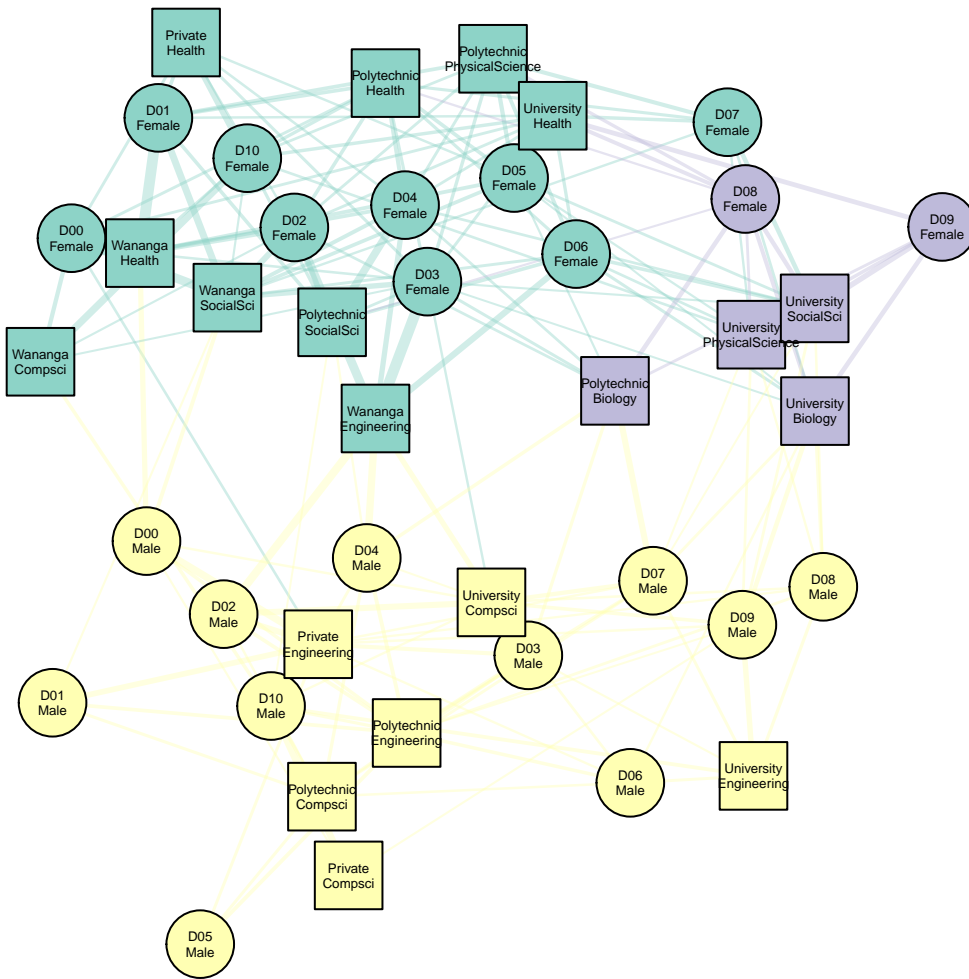 Private
Health
Polytechnic
PhysicalScience
Polytechnic
Health
D01
Female
University
Health
D07
Female
D10
Female
D05
Female
D08
Female
D04
Female
D02
Female
D09
Female
D00
Female
Wananga
Health
D06
Female
D03
Female
Wananga
SocialSci
Polytechnic
SocialSci
University
SocialSci
University
PhysicalScience
Wananga
Compsci
Polytechnic
Biology
University
Biology
Wananga
Engineering
D00
Male
D04
Male
D07
Male
D08
Male
University
Compsci
D02
Male
D09
Male
Private
Engineering
D03
Male
D01
Male
D10
Male
Polytechnic
Engineering
University
Engineering
D06
Male
Polytechnic
Compsci
Private
Compsci
D05
Male